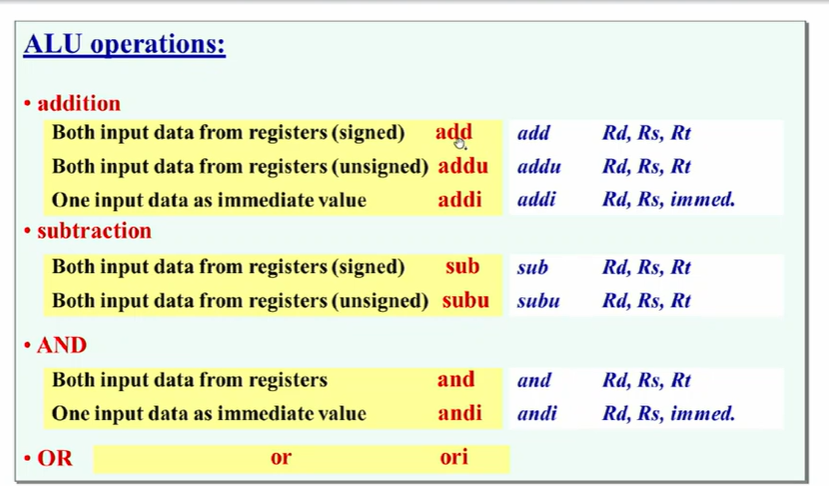 ALU operations:
• addition
Both input data from registers (signed) add add Rd, Rs, Rt
Both input data from registers (unsigned) addu addu Rd, Rs, Rt
One input data as immediate value addi addi Rd, Rs, immed.
• subtraction
Both input data from registers (signed) sub sub Rd, Rs, Rt
Both input data from registers (unsigned) subu subu Rd, Rs, Rt
• AND
Both input data from registers and and Rd, Rs, Rt
One input data as immediate value andi andi Rd, Rs, immed.
• OR or ori